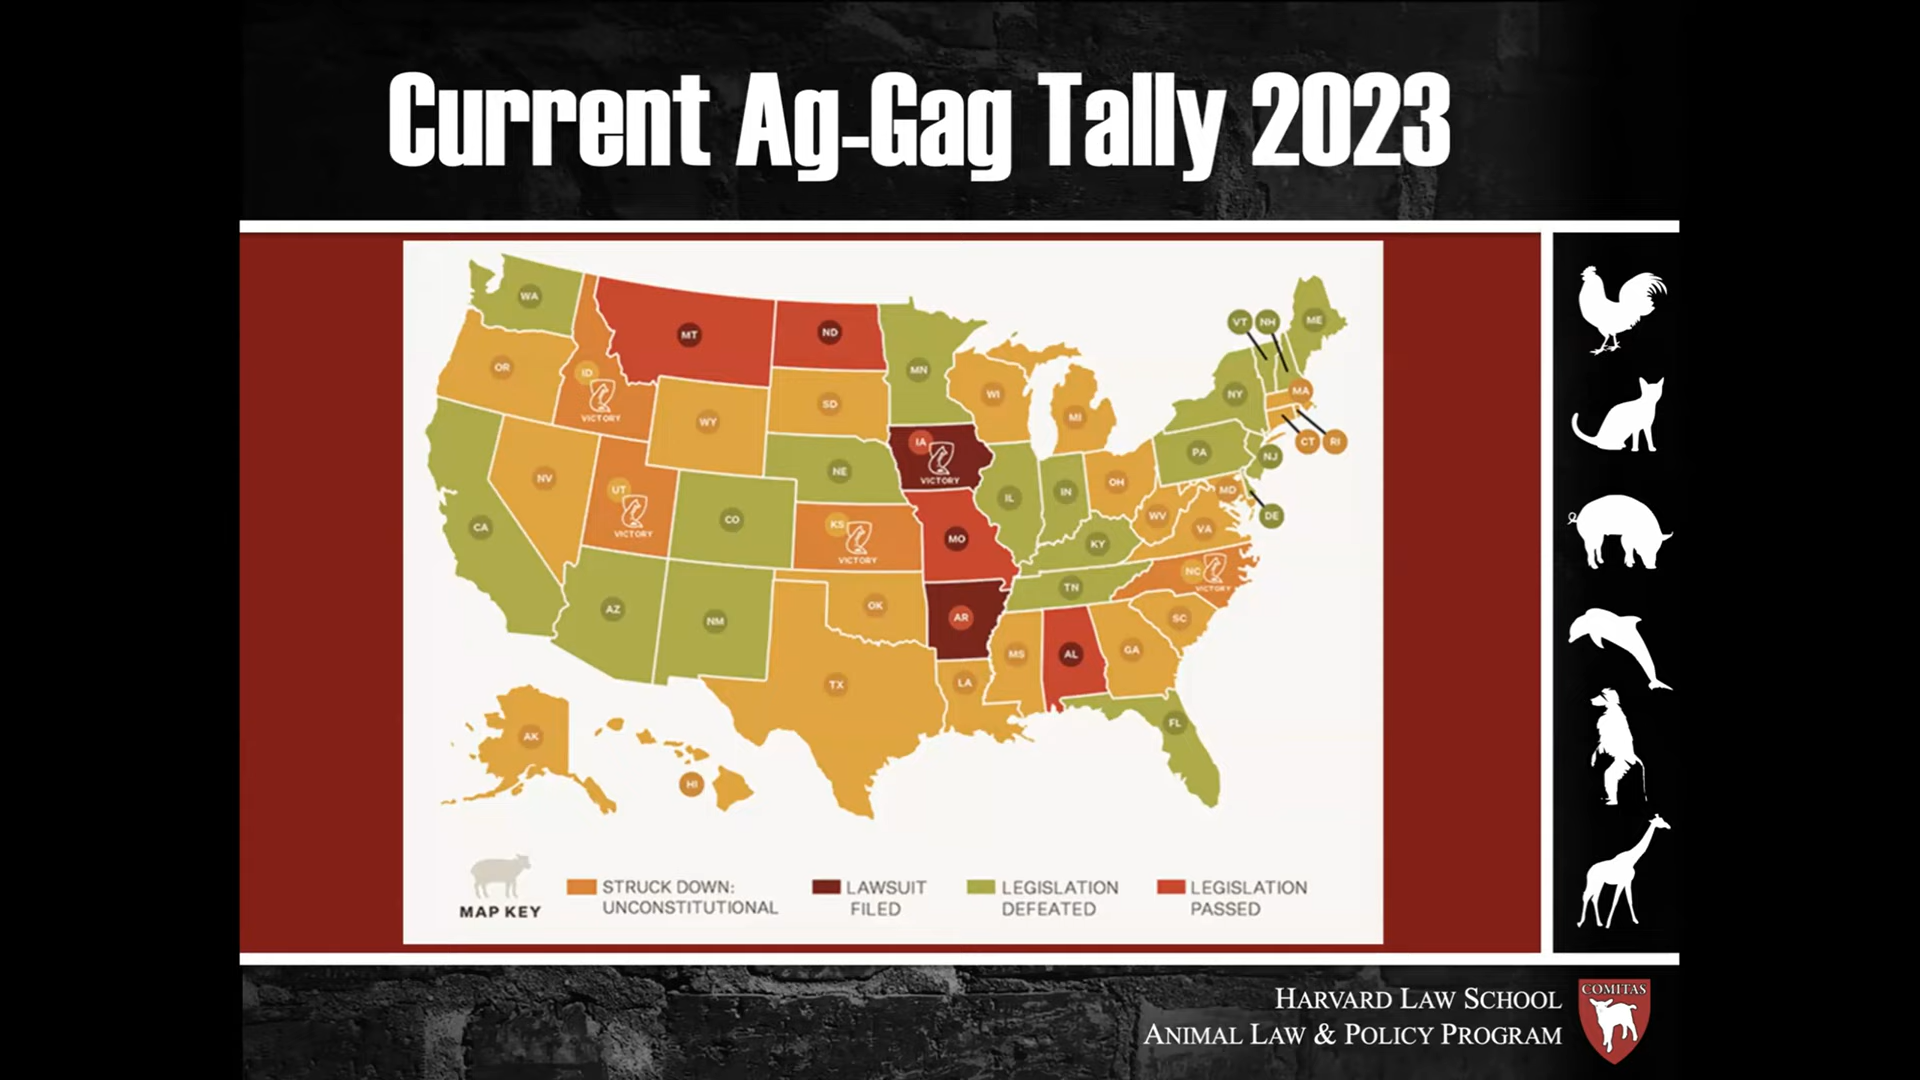 Current Ag-Gag Tally 2023
WA
MT
ND
MN
VT
NH
ME
OR
ID
VICTORY
WY
SD
WI
MI
NY
MA
CT
RI
NV
UT
VICTORY
NE
IA
VICTORY
IL
IN
OH
PA
NJ
MD
DE
CA
CO
KS
VICTORY
MO
KY
WV
VA
NC
VICTORY
AZ
NM
OK
AR
TN
SC
TX
LA
MS
AL
GA
FL
AK
HI
MAP KEY
STRUCK DOWN:
UNCONSTITUTIONAL
LAWSUIT
FILED
LEGISLATION
DEFEATED
LEGISLATION
PASSED
HARVARD LAW SCHOOL
ANIMAL LAW & POLICY PROGRAM
COMITAS